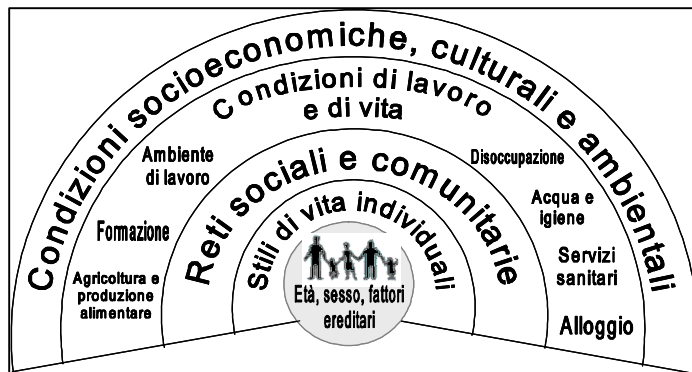 Condizioni socioeconomiche, culturali e ambientali
Condizioni di lavoro
e di vita
Ambiente
di lavoro
Disoccupazione
Reti sociali e comunitarie
Acqua e
igiene
Formazione
Stili di vita individuali
Servizi
sanitari
Agricoltura e
produzione
alimentare
Età, sesso, fattori
ereditari
Alloggio